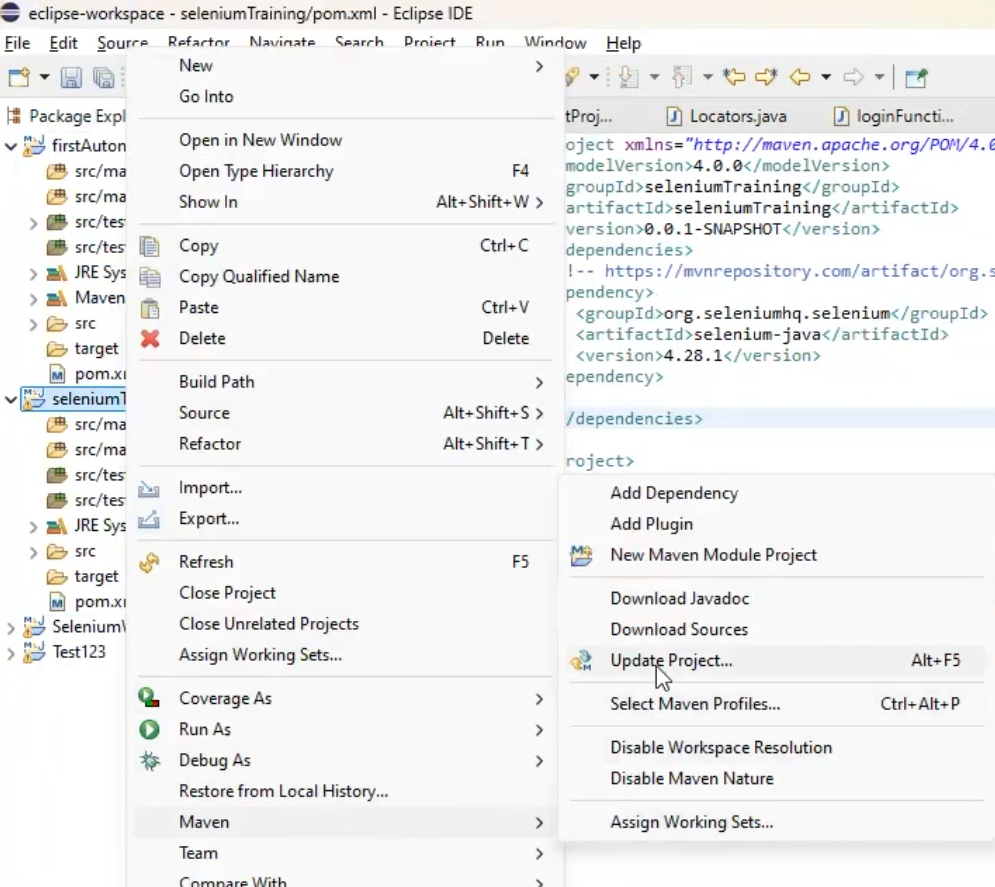 eclipse-workspace - seleniumTraining/pom.xml - Eclipse IDE
File Edit Source Refactor Navigate Search Project Run Window Help
Package Expl
firstAuton
src/ma
src/ma
src/tes
src/tes
JRE Sys
Maven
src
target
pom.x
seleniumT
src/ma
src/ma
src/tes
src/tes
JRE Sys
src
target
pom.x
Selenium
Test123
New
Go Into
Open in New Window
Open Type Hierarchy F4
Show In Alt+Shift+W
Copy Ctrl+C
Copy Qualified Name
Paste Ctrl+V
Delete Delete
Build Path
Source Alt+Shift+S
Refactor Alt+Shift+T
Import...
Export...
Refresh F5
Close Project
Close Unrelated Projects
Assign Working Sets...
Coverage As
Run As
Debug As
Restore from Local History...
Maven
Team
Compare With
tProj... Locators.java loginFuncti...
oject xmlns="http://maven.apache.org/POM/4.0
modelVersion>4.0.0</modelVersion>
groupId>seleniumTraining</groupId>
artifactId>seleniumTraining</artifactId>
version>0.0.1-SNAPSHOT</version>
dependencies>
!-- https://mvnrepository.com/artifact/org.s
pendency>
<groupId>org.seleniumhq.selenium</groupId>
<artifactId>selenium-java</artifactId>
<version>4.28.1</version>
ependency>
/dependencies>
roject>
Add Dependency
Add Plugin
New Maven Module Project
Download Javadoc
Download Sources
Update Project... Alt+F5
Select Maven Profiles... Ctrl+Alt+P
Disable Workspace Resolution
Disable Maven Nature
Assign Working Sets...